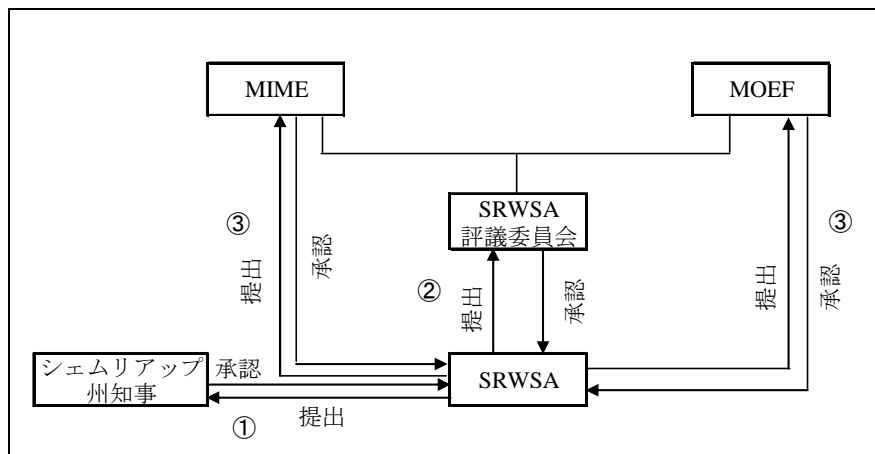 MIME
MOEF
SRWSA
評議委員会
③
提出
承認
②
提出
承認
提出
承認
③
シェムリアップ
州知事
承認
SRWSA
①
提出